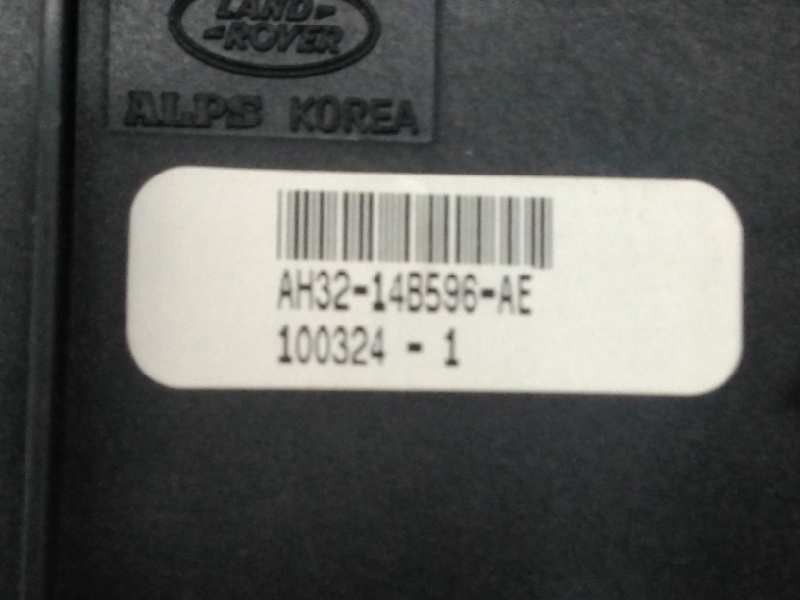 LAND-
-ROVER
ALPS KOREA
AH32-14B596-AE
100324 - 1